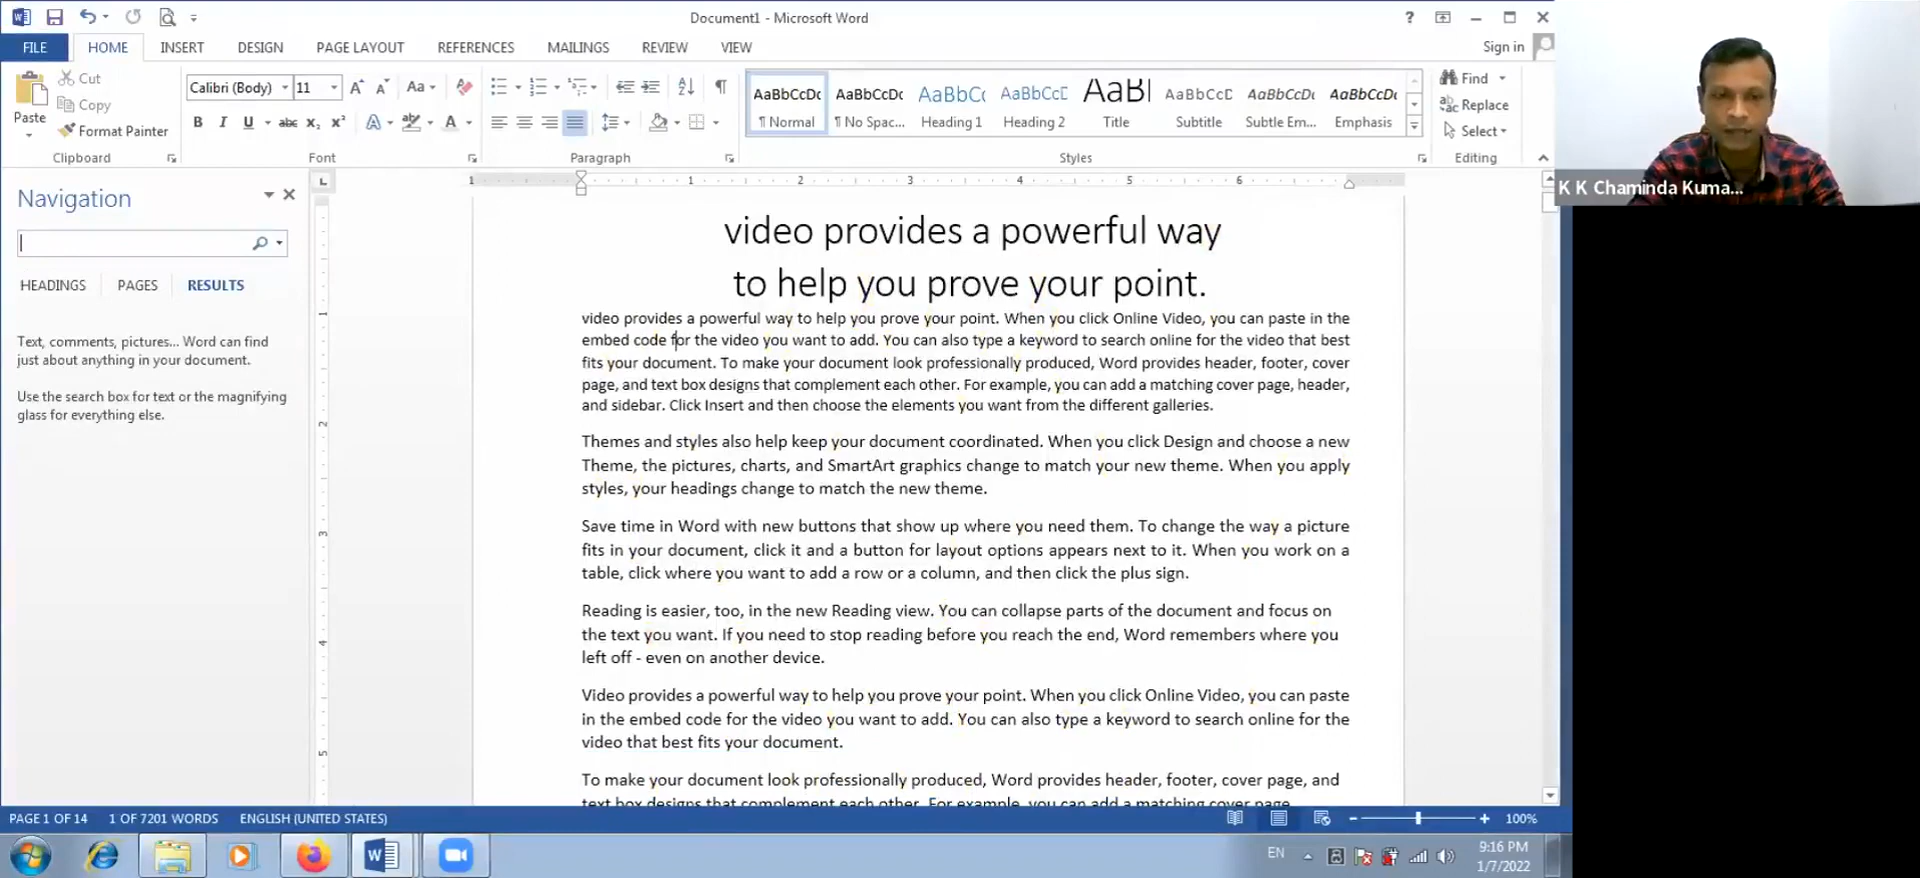 Document1 - Microsoft Word
?
FILE
HOME
INSERT
DESIGN
PAGE LAYOUT
REFERENCES
MAILINGS
REVIEW
VIEW
Sign in
Paste
Cut
Copy
Format Painter
Clipboard
Calibri (Body)
11
Aa
B I U abc x₂ x² A ab A
Font
Paragraph
AaBbCcDc
¶ Normal
AaBbCcDc
¶ No Spac...
AaBbC(
Heading 1
AaBbCcD
Heading 2
AaB
Title
AaBbCcD
Subtitle
AaBbCcDc
Subtle Em...
AaBbCcDc
Emphasis
Styles
Find
Replace
Select
Editing
K K Chaminda Kuma...
Navigation
HEADINGS
PAGES
RESULTS
Text, comments, pictures... Word can find
just about anything in your document.
Use the search box for text or the magnifying
glass for everything else.
1 1 2 3 4 5 6
1
2
3
4
5
video provides a powerful way
to help you prove your point.
video provides a powerful way to help you prove your point. When you click Online Video, you can paste in the
embed code for the video you want to add. You can also type a keyword to search online for the video that best
fits your document. To make your document look professionally produced, Word provides header, footer, cover
page, and text box designs that complement each other. For example, you can add a matching cover page, header,
and sidebar. Click Insert and then choose the elements you want from the different galleries.
Themes and styles also help keep your document coordinated. When you click Design and choose a new
Theme, the pictures, charts, and SmartArt graphics change to match your new theme. When you apply
styles, your headings change to match the new theme.
Save time in Word with new buttons that show up where you need them. To change the way a picture
fits in your document, click it and a button for layout options appears next to it. When you work on a
table, click where you want to add a row or a column, and then click the plus sign.
Reading is easier, too, in the new Reading view. You can collapse parts of the document and focus on
the text you want. If you need to stop reading before you reach the end, Word remembers where you
left off - even on another device.
Video provides a powerful way to help you prove your point. When you click Online Video, you can paste
in the embed code for the video you want to add. You can also type a keyword to search online for the
video that best fits your document.
To make your document look professionally produced, Word provides header, footer, cover page, and
text box designs that complement each other. For example, you can add a matching cover page,
PAGE 1 OF 14
1 OF 7201 WORDS
ENGLISH (UNITED STATES)
100%
EN
9:16 PM
1/7/2022